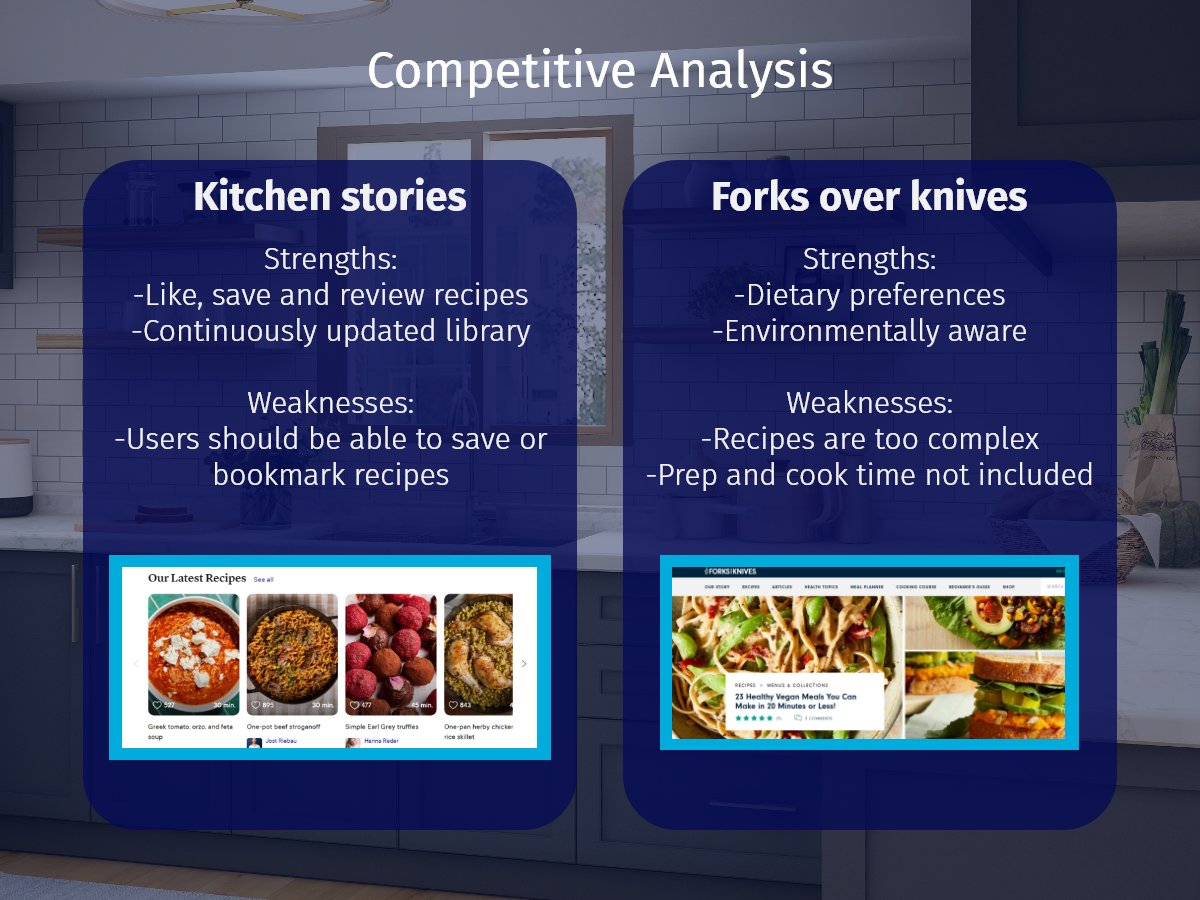 Competitive Analysis
Kitchen stories
Strengths:
-Like, save and review recipes
-Continuously updated library
Weaknesses:
-Users should be able to save or
bookmark recipes
Our Latest Recipes See all
527 30 min.
895 30 min.
477 45 min.
843 4
Greek tomato, orzo, and feta
soup
One-pot beef stroganoff
Jost Riebau
Simple Earl Grey truffles
Hanna Reder
One-pan herby chicken
rice skillet
Forks over knives
Strengths:
-Dietary preferences
-Environmentally aware
Weaknesses:
-Recipes are too complex
-Prep and cook time not included
FORKS KNIVES
OUR STORY RECIPES ARTICLES HEALTH TOPICS MEAL PLANNER COOKING COURSE BEGINNER'S GUIDE SHOP SEARCH
RECIPES > MENUS & COLLECTIONS
23 Healthy Vegan Meals You Can
Make in 20 Minutes or Less!
COMMENTS